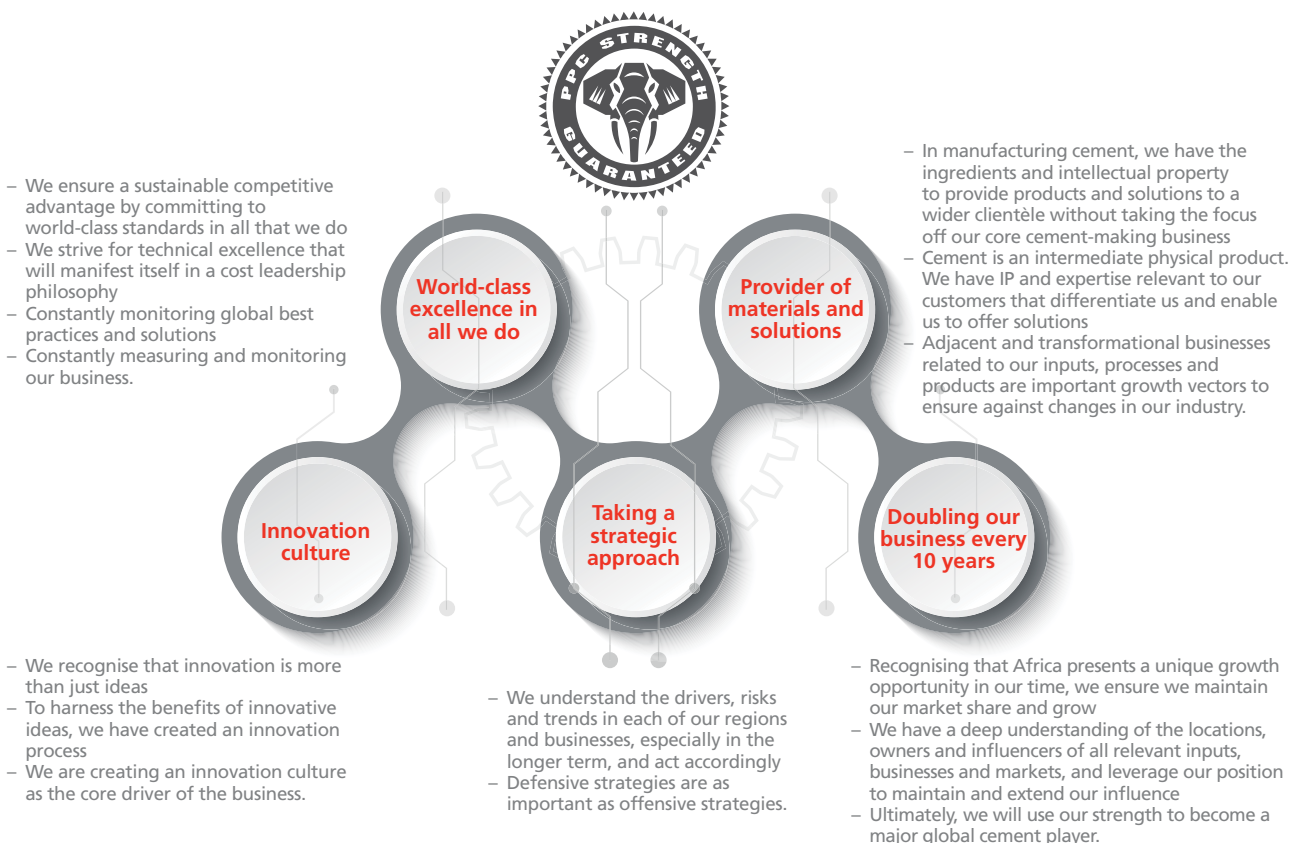 PPC STRENGTH
GUARANTEED
– We ensure a sustainable competitive
advantage by committing to
world-class standards in all that we do
– We strive for technical excellence that
will manifest itself in a cost leadership
philosophy
– Constantly monitoring global best
practices and solutions
– Constantly measuring and monitoring
our business.
World-class
excellence in
all we do
Provider of
materials and
solutions
– In manufacturing cement, we have the
ingredients and intellectual property
to provide products and solutions to a
wider clientèle without taking the focus
off our core cement-making business
– Cement is an intermediate physical product.
We have IP and expertise relevant to our
customers that differentiate us and enable
us to offer solutions
– Adjacent and transformational businesses
related to our inputs, processes and
products are important growth vectors to
ensure against changes in our industry.
Innovation
culture
Taking a
strategic
approach
Doubling our
business every
10 years
– We recognise that innovation is more
than just ideas
– To harness the benefits of innovative
ideas, we have created an innovation
process
– We are creating an innovation culture
as the core driver of the business.
– We understand the drivers, risks
and trends in each of our regions
and businesses, especially in the
longer term, and act accordingly
– Defensive strategies are as
important as offensive strategies.
– Recognising that Africa presents a unique growth
opportunity in our time, we ensure we maintain
our market share and grow
– We have a deep understanding of the locations,
owners and influencers of all relevant inputs,
businesses and markets, and leverage our position
to maintain and extend our influence
– Ultimately, we will use our strength to become a
major global cement player.